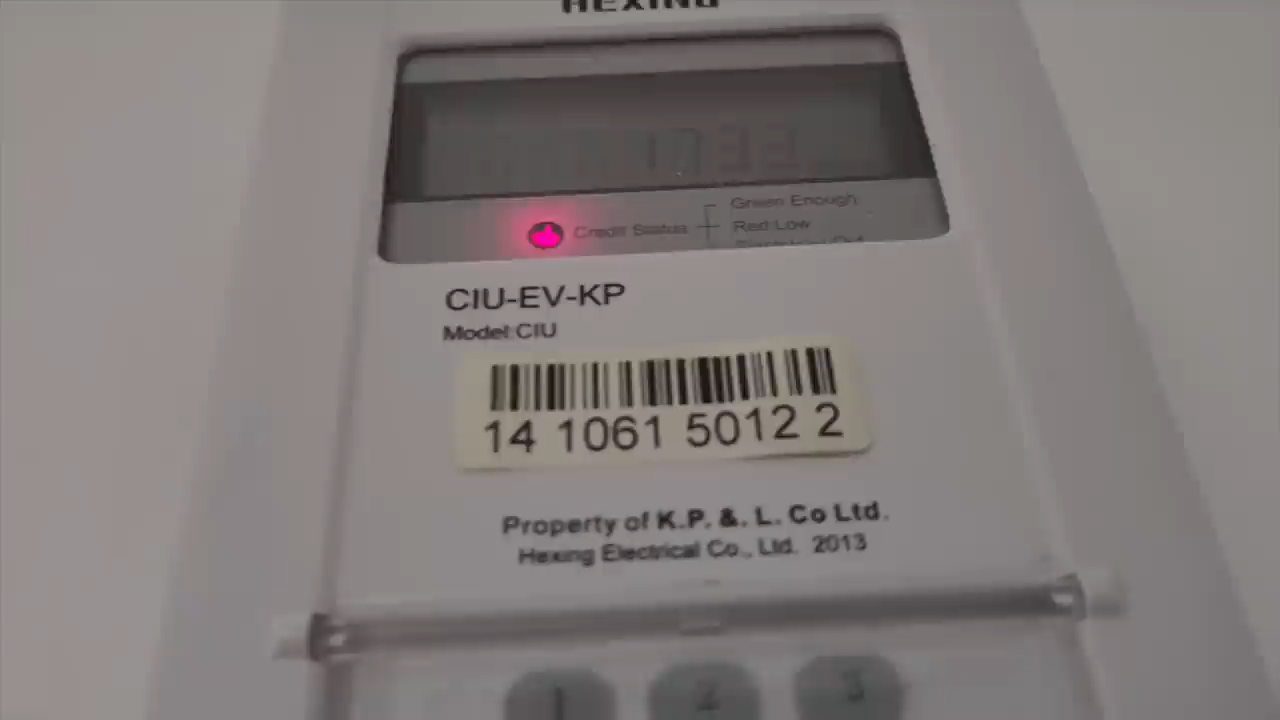 HEXING
Green Enough
Credit Status
Red:Low
CIU-EV-KP
Model:CIU
14 1061 5012 2
Property of K.P. &. L. Co Ltd.
Hexing Electrical Co., Ltd. 2013
1 2 3